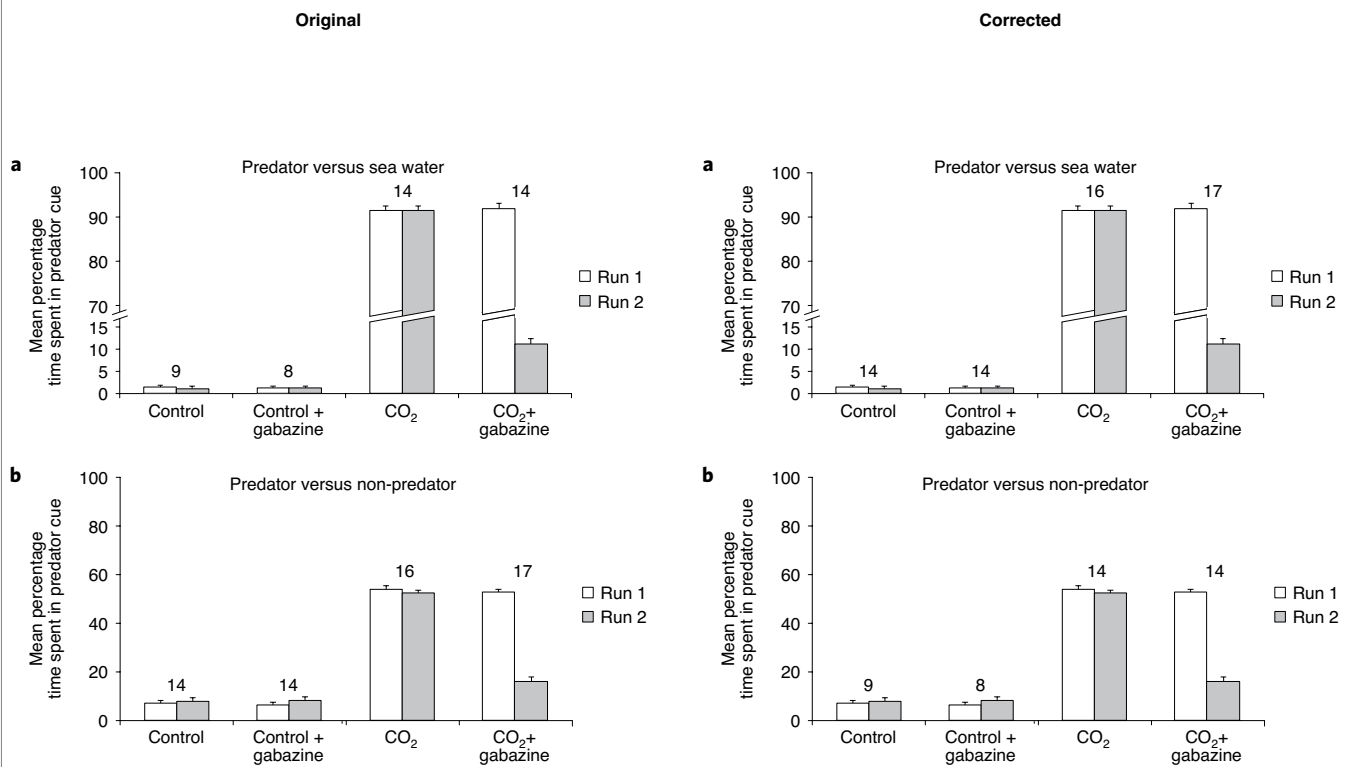 Original
a
Predator versus sea water
Mean percentage
time spent in predator cue
100
90
80
70
15
10
5
0
9
8
14
14
Run 1
Run 2
Control
Control +
gabazine
CO2
CO2+
gabazine
b
Predator versus non-predator
Mean percentage
time spent in predator cue
100
80
60
40
20
0
14
14
16
17
Run 1
Run 2
Control
Control +
gabazine
CO2
CO2+
gabazine
Corrected
a
Predator versus sea water
Mean percentage
time spent in predator cue
100
90
80
70
15
10
5
0
14
14
16
17
Run 1
Run 2
Control
Control +
gabazine
CO2
CO2+
gabazine
b
Predator versus non-predator
Mean percentage
time spent in predator cue
100
80
60
40
20
0
9
8
14
14
Run 1
Run 2
Control
Control +
gabazine
CO2
CO2+
gabazine